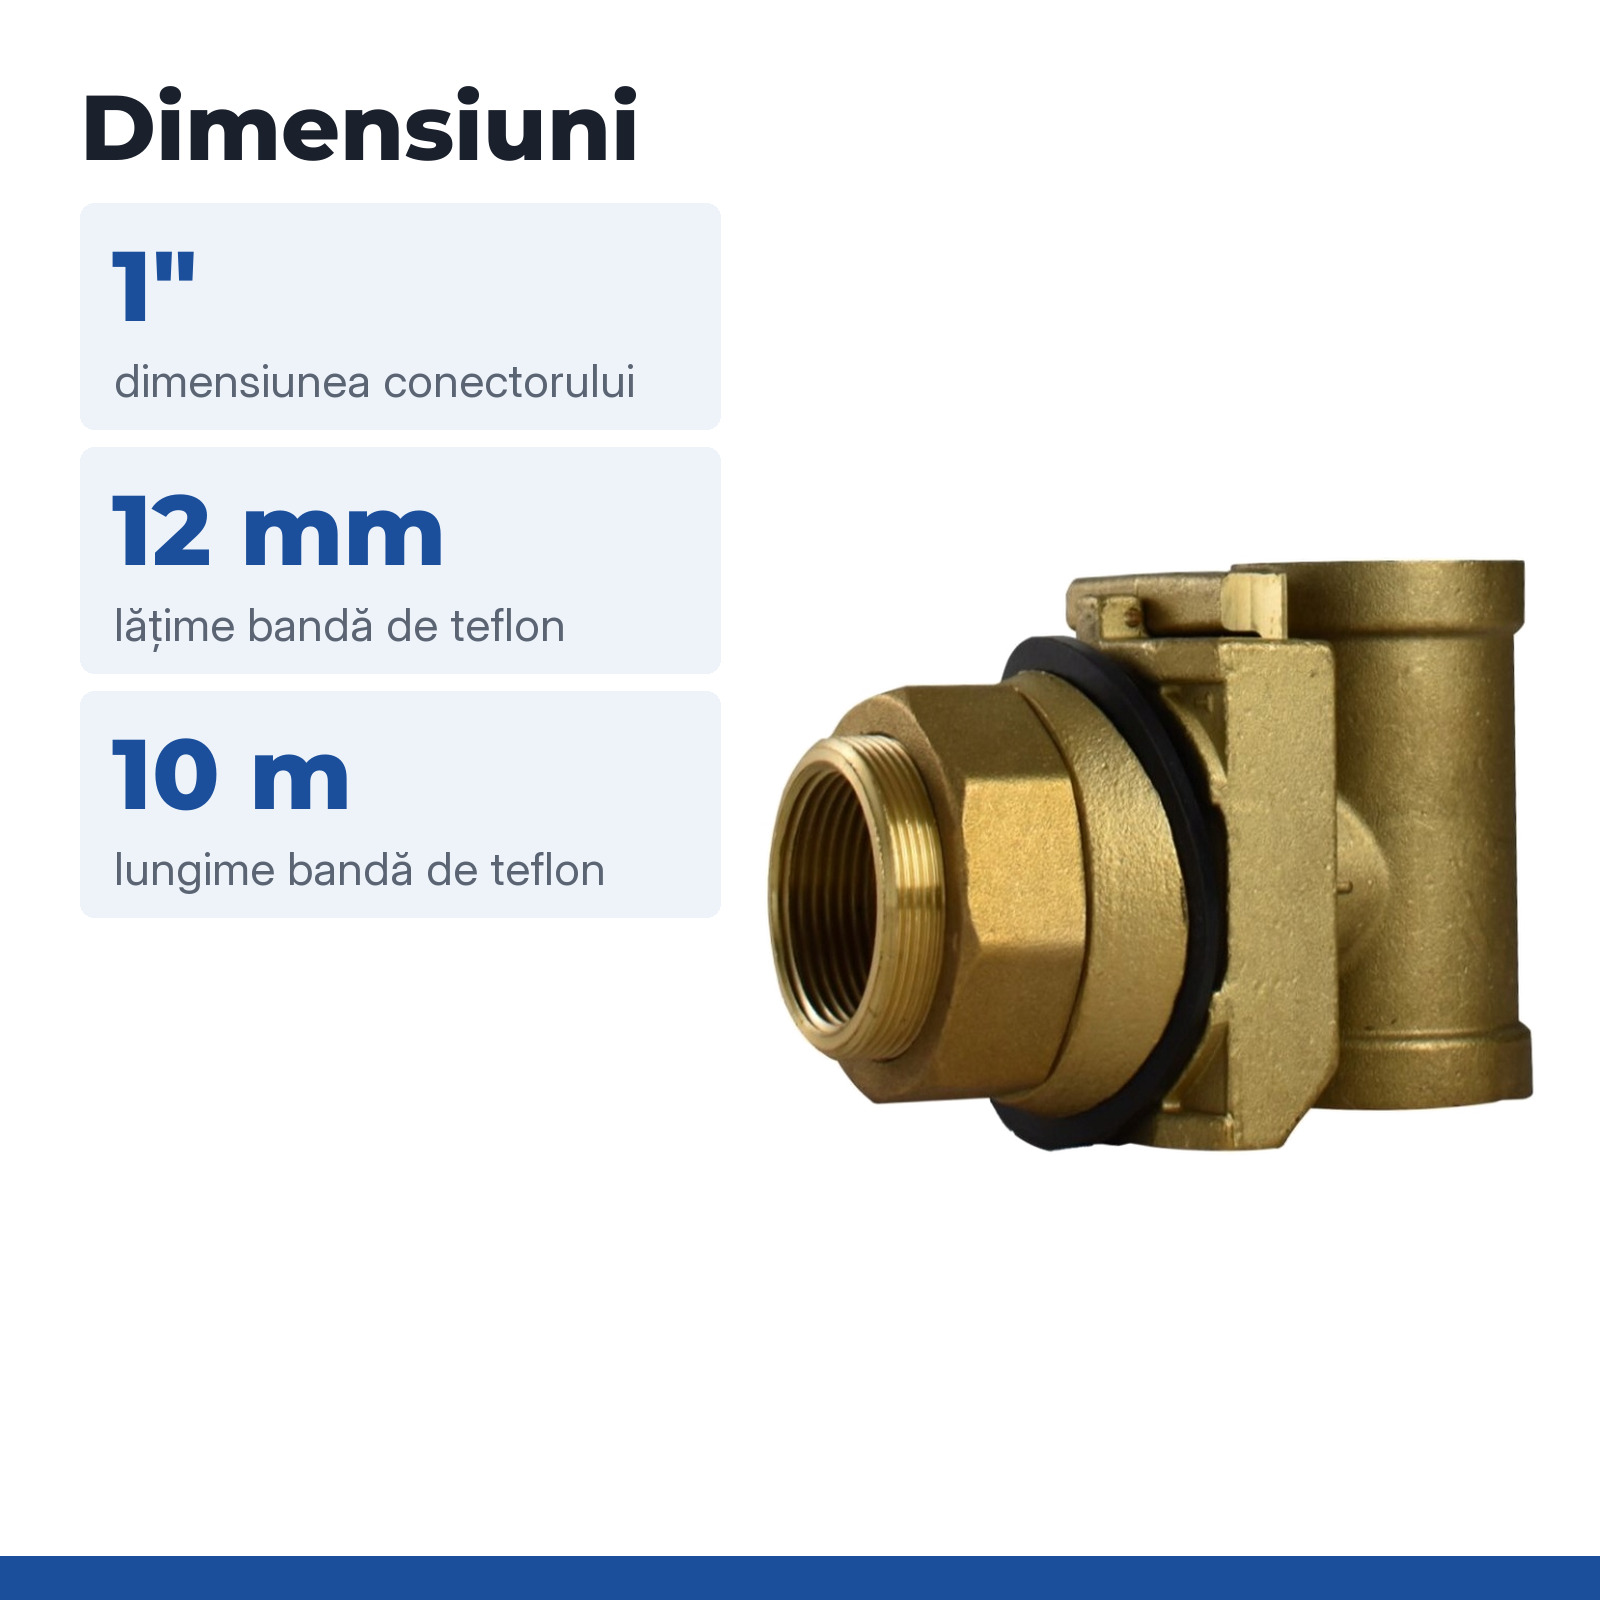 Dimensiuni
1"
dimensiunea conectorului
12 mm
lățime bandă de teflon
10 m
lungime bandă de teflon